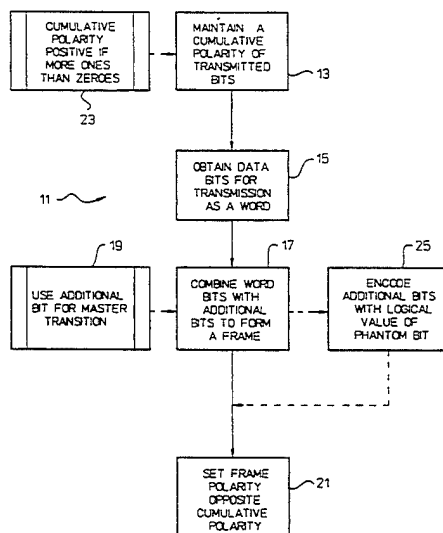 CUMULATIVE
POLARITY
POSITIVE IF
MORE ONES
THAN ZEROES
23
MAINTAIN A
CUMULATIVE
POLARITY OF
TRANSMITTED
BITS
13
OBTAIN DATA
BITS FOR
TRANSMISSION
AS A WORD
15
11
19
USE ADDITIONAL
BIT FOR MASTER
TRANSITION
17
COMBINE WORD
BITS WITH
ADDITIONAL
BITS TO FORM
A FRAME
25
ENCODE
ADDITIONAL BITS
WITH LOGICAL
VALUE OF
PHANTOM BIT
SET FRAME
POLARITY
OPPOSITE
CUMULATIVE
POLARITY
21